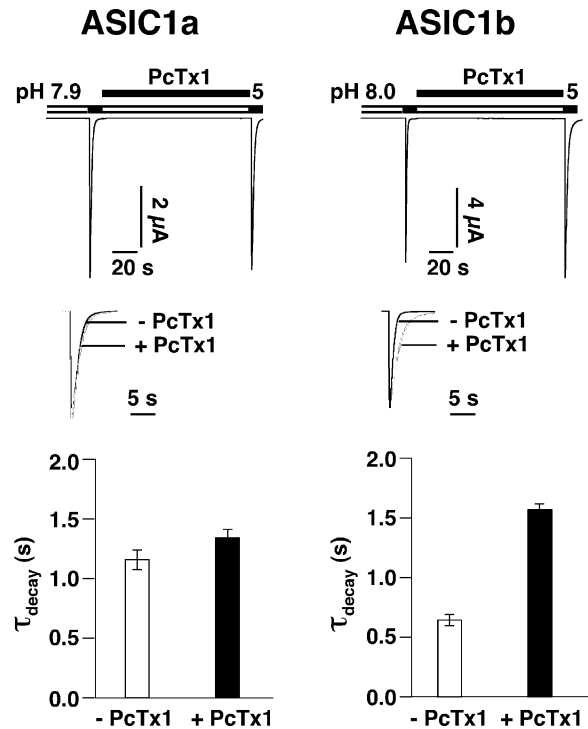 ASIC1a
ASIC1b
PcTx1
pH 7.9
5
PcTx1
pH 8.0
5
2 µA
20 s
4 µA
20 s
- PcTx1
+ PcTx1
5 s
- PcTx1
+ PcTx1
5 s
τdecay (s)
2.0
1.5
1.0
0.5
0.0
- PcTx1
+ PcTx1
τdecay (s)
2.0
1.5
1.0
0.5
0.0
- PcTx1
+ PcTx1